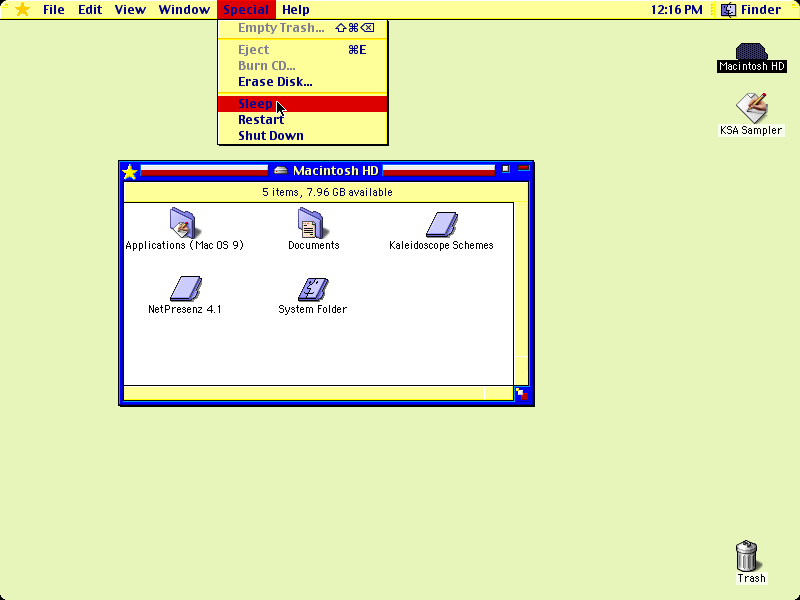 File Edit View Window Special Help 12:16 PM Finder
Empty Trash... ⇧⌘⌫
Eject ⌘E
Burn CD...
Erase Disk...
Sleep
Restart
Shut Down
Macintosh HD
KSA Sampler
Macintosh HD
5 items, 7.96 GB available
Applications (Mac OS 9) Documents Kaleidoscope Schemes
NetPresenz 4.1 System Folder
Trash